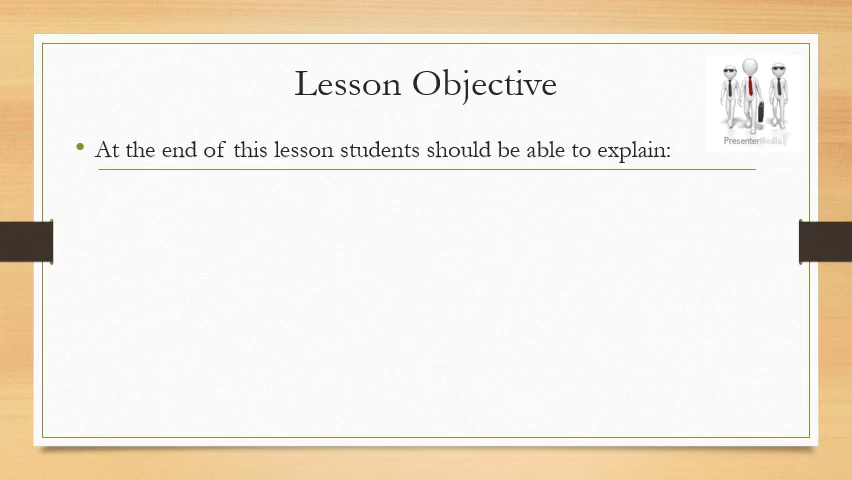 Lesson Objective
• At the end of this lesson students should be able to explain:
PresenterMedia